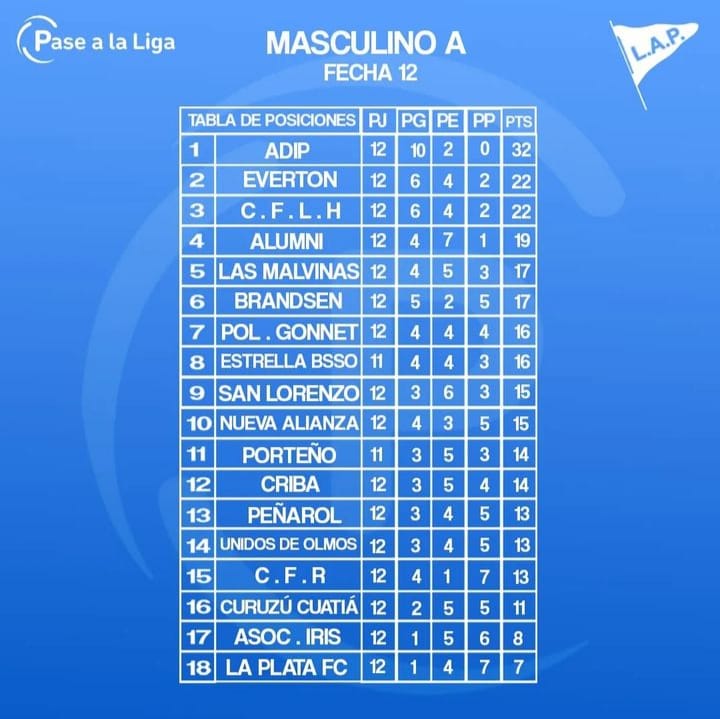 Pase a la Liga
MASCULINO A
L.A.P.
FECHA 12
TABLA DE POSICIONES PJ PG PE PP PTS
1 ADIP 12 10 2 0 32
2 EVERTON 12 6 4 2 22
3 C . F . L . H 12 6 4 2 22
4 ALUMNI 12 4 7 1 19
5 LAS MALVINAS 12 4 5 3 17
6 BRANDSEN 12 5 2 5 17
7 POL . GONNET 12 4 4 4 16
8 ESTRELLA BSSO 11 4 4 3 16
9 SAN LORENZO 12 3 6 3 15
10 NUEVA ALIANZA 12 4 3 5 15
11 PORTEÑO 11 3 5 3 14
12 CRIBA 12 3 5 4 14
13 PEÑAROL 12 3 4 5 13
14 UNIDOS DE OLMOS 12 3 4 5 13
15 C . F . R 12 4 1 7 13
16 CURUZÚ CUATIÁ 12 2 5 5 11
17 ASOC . IRIS 12 1 5 6 8
18 LA PLATA FC 12 1 4 7 7